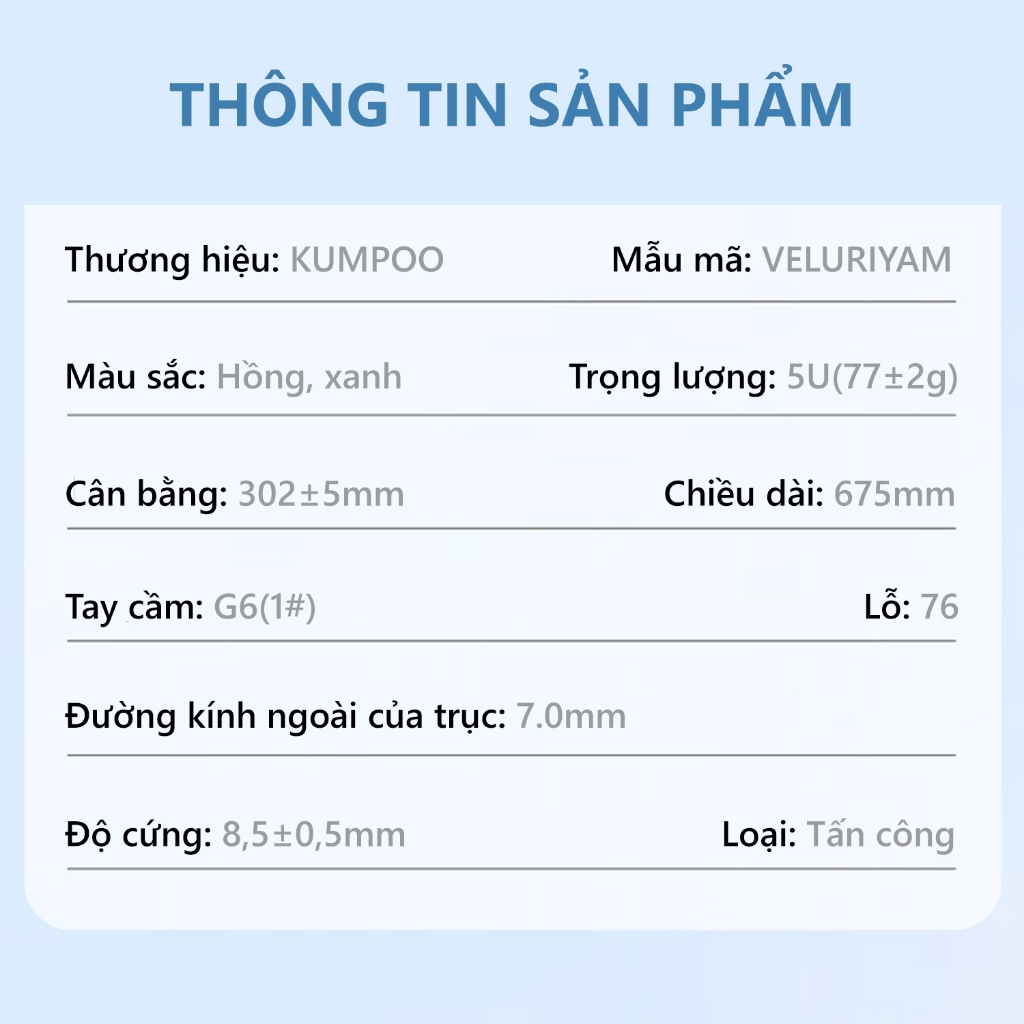 THÔNG TIN SẢN PHẨM
Thương hiệu: KUMPOO Mẫu mã: VELURIYAM
Màu sắc: Hồng, xanh Trọng lượng: 5U(77±2g)
Cân bằng: 302±5mm Chiều dài: 675mm
Tay cầm: G6(1#) Lỗ: 76
Đường kính ngoài của trục: 7.0mm
Độ cứng: 8,5±0,5mm Loại: Tấn công